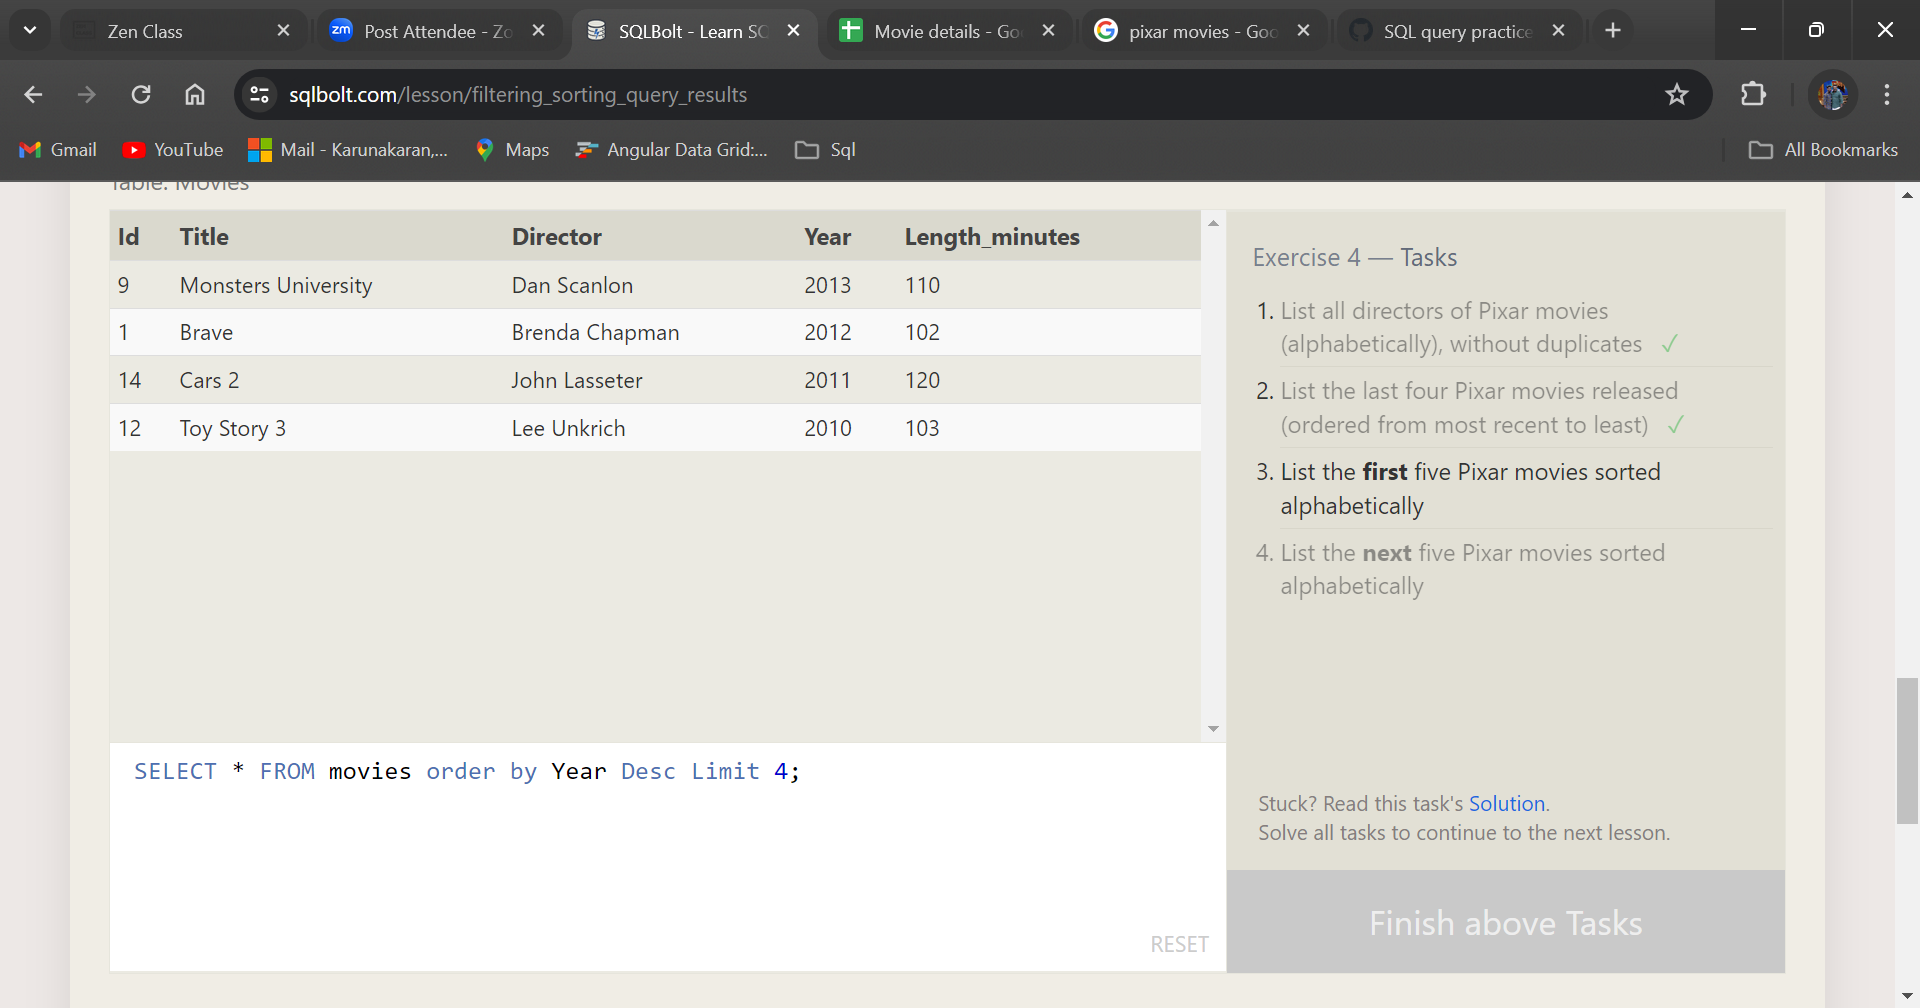 Zen Class
Post Attendee - Zo
SQLBolt - Learn SQ
Movie details - Goo
pixar movies - Goo
SQL query practice
sqlbolt.com/lesson/filtering_sorting_query_results
Gmail
YouTube
Mail - Karunakaran,...
Maps
Angular Data Grid:...
Sql
All Bookmarks
Table: Movies
Id Title Director Year Length_minutes
9 Monsters University Dan Scanlon 2013 110
1 Brave Brenda Chapman 2012 102
14 Cars 2 John Lasseter 2011 120
12 Toy Story 3 Lee Unkrich 2010 103
SELECT * FROM movies order by Year Desc Limit 4;
RESET
Exercise 4 — Tasks
1. List all directors of Pixar movies
(alphabetically), without duplicates ✓
2. List the last four Pixar movies released
(ordered from most recent to least) ✓
3. List the first five Pixar movies sorted
alphabetically
4. List the next five Pixar movies sorted
alphabetically
Stuck? Read this task's Solution.
Solve all tasks to continue to the next lesson.
Finish above Tasks